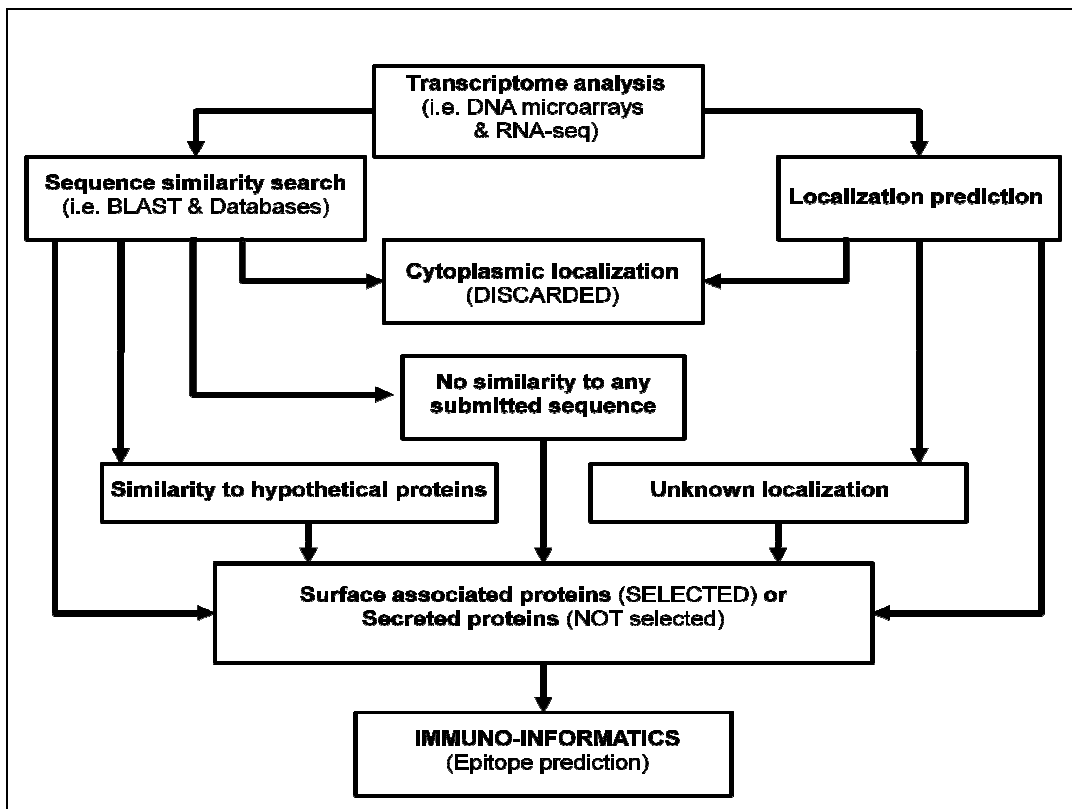 Transcriptome analysis
(i.e. DNA microarrays
& RNA-seq)
Sequence similarity search
(i.e. BLAST & Databases)
Localization prediction
Cytoplasmic localization
(DISCARDED)
No similarity to any
submitted sequence
Similarity to hypothetical proteins
Unknown localization
Surface associated proteins (SELECTED) or
Secreted proteins (NOT selected)
IMMUNO-INFORMATICS
(Epitope prediction)